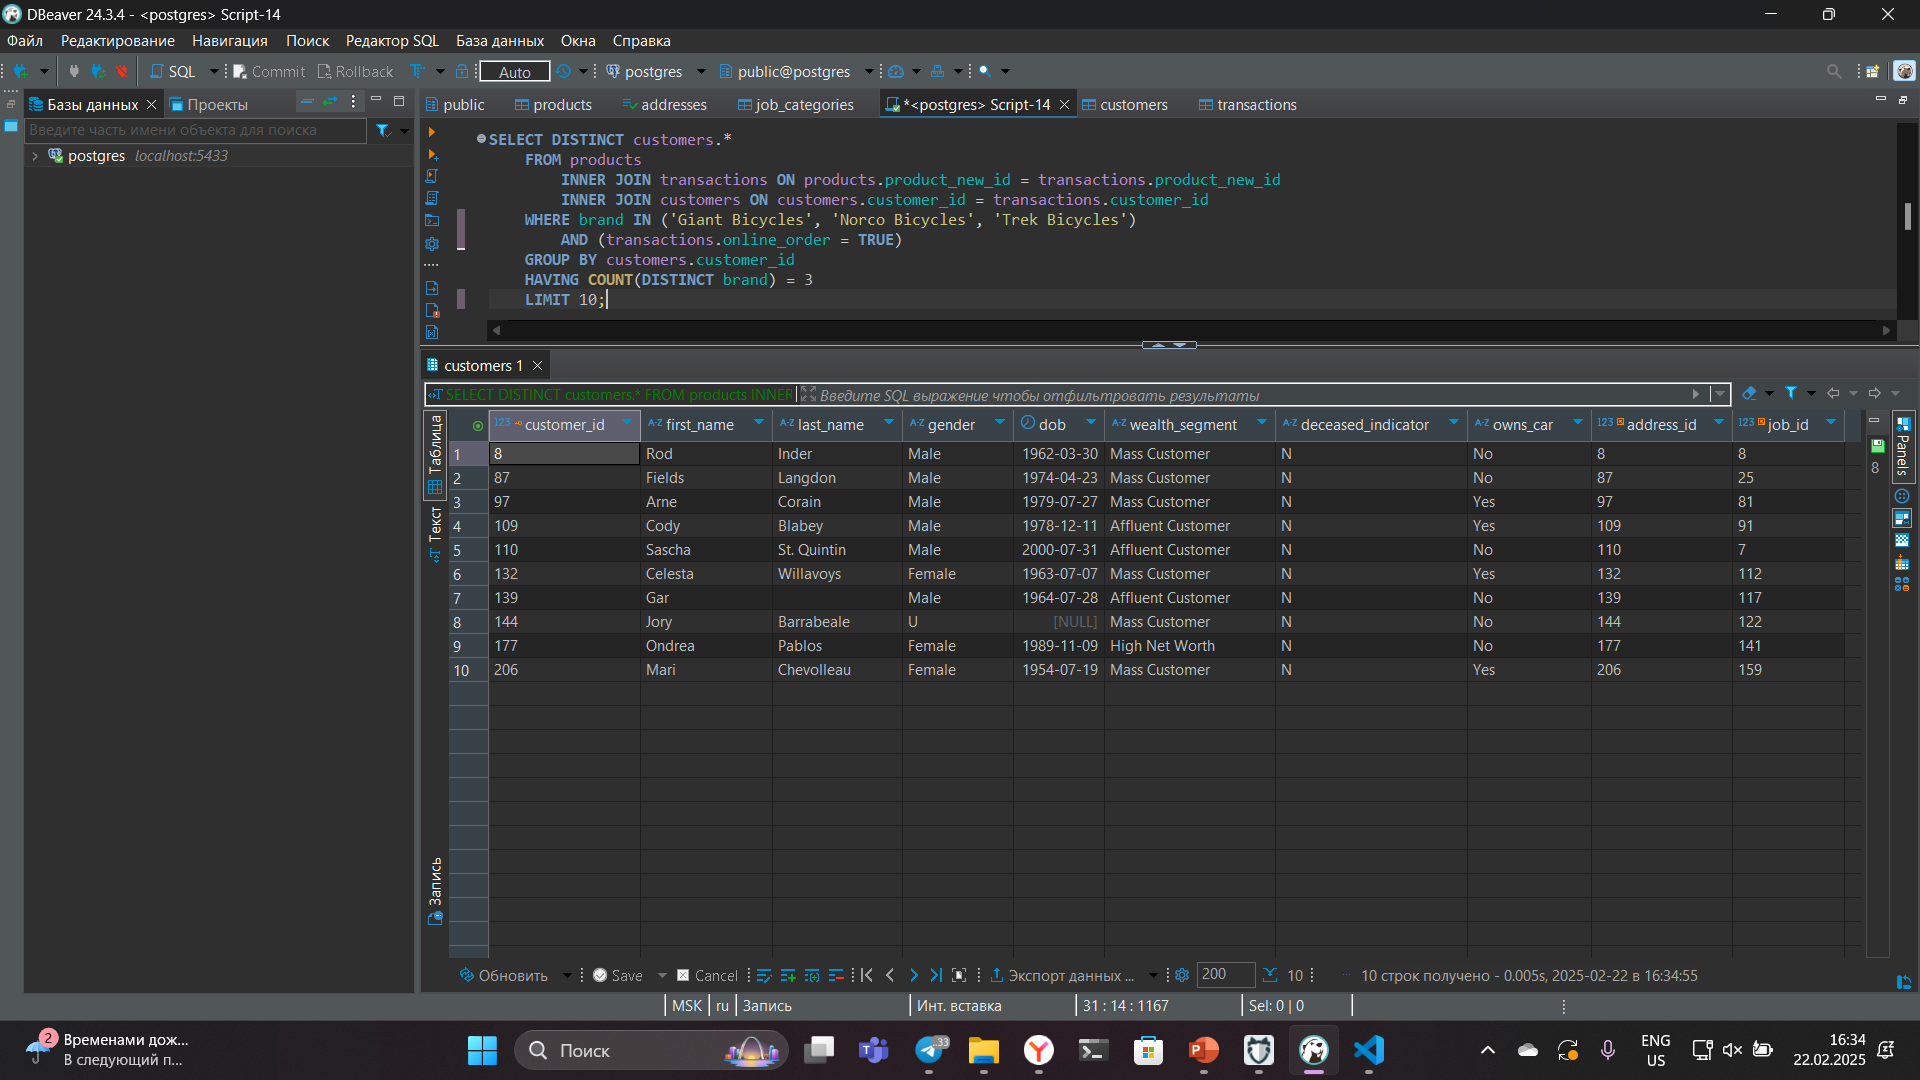 DBeaver 24.3.4 - <postgres> Script-14
Файл Редактирование Навигация Поиск Редактор SQL База данных Окна Справка
SQL Commit Rollback Auto postgres public@postgres
Базы данных Проекты
Введите часть имени объекта для поиска
postgres localhost:5433
public products addresses job_categories *<postgres> Script-14 customers transactions
SELECT DISTINCT customers.*
FROM products
INNER JOIN transactions ON products.product_new_id = transactions.product_new_id
INNER JOIN customers ON customers.customer_id = transactions.customer_id
WHERE brand IN ('Giant Bicycles', 'Norco Bicycles', 'Trek Bicycles')
AND (transactions.online_order = TRUE)
GROUP BY customers.customer_id
HAVING COUNT(DISTINCT brand) = 3
LIMIT 10;
customers 1
SELECT DISTINCT customers.* FROM products INNER Введите SQL выражение чтобы отфильтровать результаты
Таблица
Текст
Запись
Panels
8
123 customer_id A-Z first_name A-Z last_name A-Z gender dob A-Z wealth_segment A-Z deceased_indicator A-Z owns_car 123 address_id 123 job_id
1 8 Rod Inder Male 1962-03-30 Mass Customer N No 8 8
2 87 Fields Langdon Male 1974-04-23 Mass Customer N No 87 25
3 97 Arne Corain Male 1979-07-27 Mass Customer N Yes 97 81
4 109 Cody Blabey Male 1978-12-11 Affluent Customer N Yes 109 91
5 110 Sascha St. Quintin Male 2000-07-31 Affluent Customer N No 110 7
6 132 Celesta Willavoys Female 1963-07-07 Mass Customer N Yes 132 112
7 139 Gar Male 1964-07-28 Affluent Customer N No 139 117
8 144 Jory Barrabeale U [NULL] Mass Customer N No 144 122
9 177 Ondrea Pablos Female 1989-11-09 High Net Worth N No 177 141
10 206 Mari Chevolleau Female 1954-07-19 Mass Customer N Yes 206 159
Обновить Save Cancel Экспорт данных ... 200 10 10 строк получено - 0.005s, 2025-02-22 в 16:34:55
MSK ru Запись Инт. вставка 31 : 14 : 1167 Sel: 0 | 0
2 Временами дож...
В следующий п...
Поиск
33
ENG
US
16:34
22.02.2025